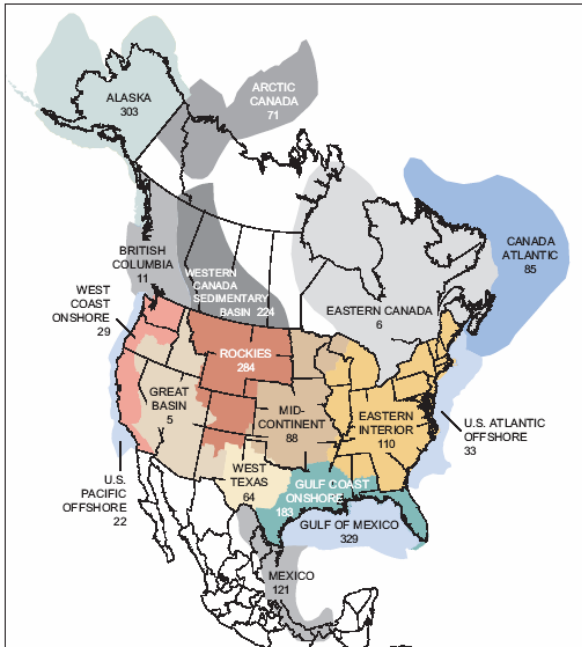 ALASKA
303
ARCTIC
CANADA
71
CANADA
ATLANTIC
85
BRITISH
COLUMBIA
11
WESTERN
CANADA
SEDIMENTARY
BASIN 224
EASTERN CANADA
6
WEST
COAST
ONSHORE
29
ROCKIES
284
GREAT
BASIN
5
MID-
CONTINENT
88
EASTERN
INTERIOR
110
U.S. ATLANTIC
OFFSHORE
33
U.S.
PACIFIC
OFFSHORE
22
WEST
TEXAS
64
GULF COAST
ONSHORE
183
GULF OF MEXICO
329
MEXICO
121